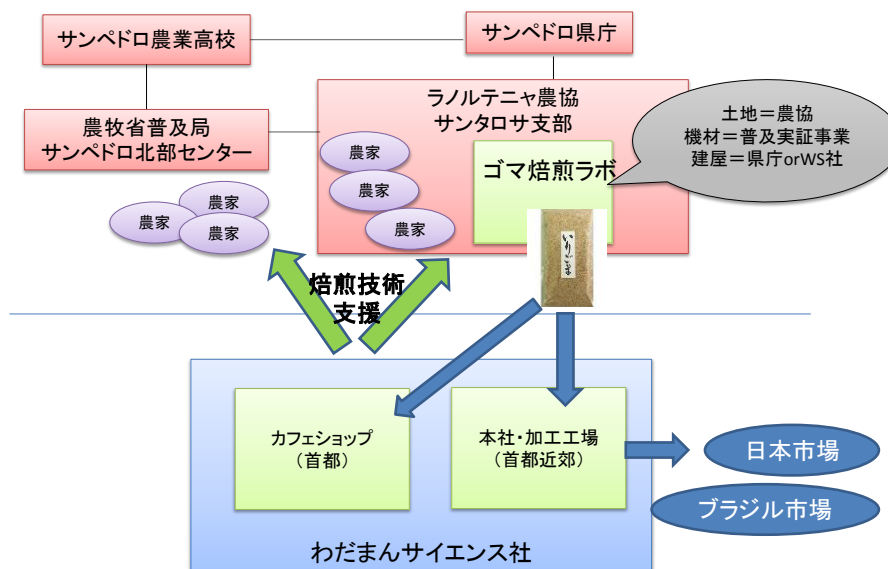 サンペドロ農業高校
サンペドロ県庁
農牧省普及局
サンペドロ北部センター
ラノルテニャ農協
サンタロサ支部
土地＝農協
機材＝普及実証事業
建屋＝県庁orWS社
ゴマ焙煎ラボ
農家
農家
農家
農家
農家
農家
いりごま
焙煎技術
支援
カフェショップ
（首都）
本社・加工工場
（首都近郊）
日本市場
ブラジル市場
わだまんサイエンス社